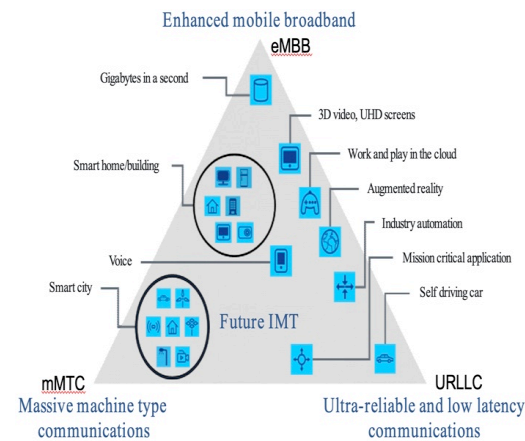 Enhanced mobile broadband
eMBB
Gigabytes in a second
3D video, UHD screens
Work and play in the cloud
Smart home/building
Augmented reality
Industry automation
Voice
Mission critical application
Smart city
Self driving car
Future IMT
mMTC
URLLC
Massive machine type
communications
Ultra-reliable and low latency
communications